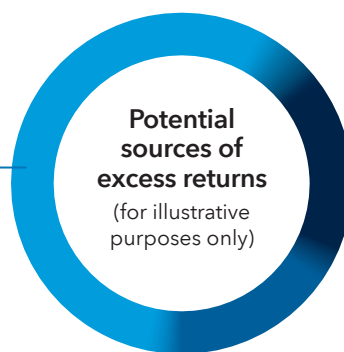 Potential
sources of
excess returns
(for illustrative
purposes only)